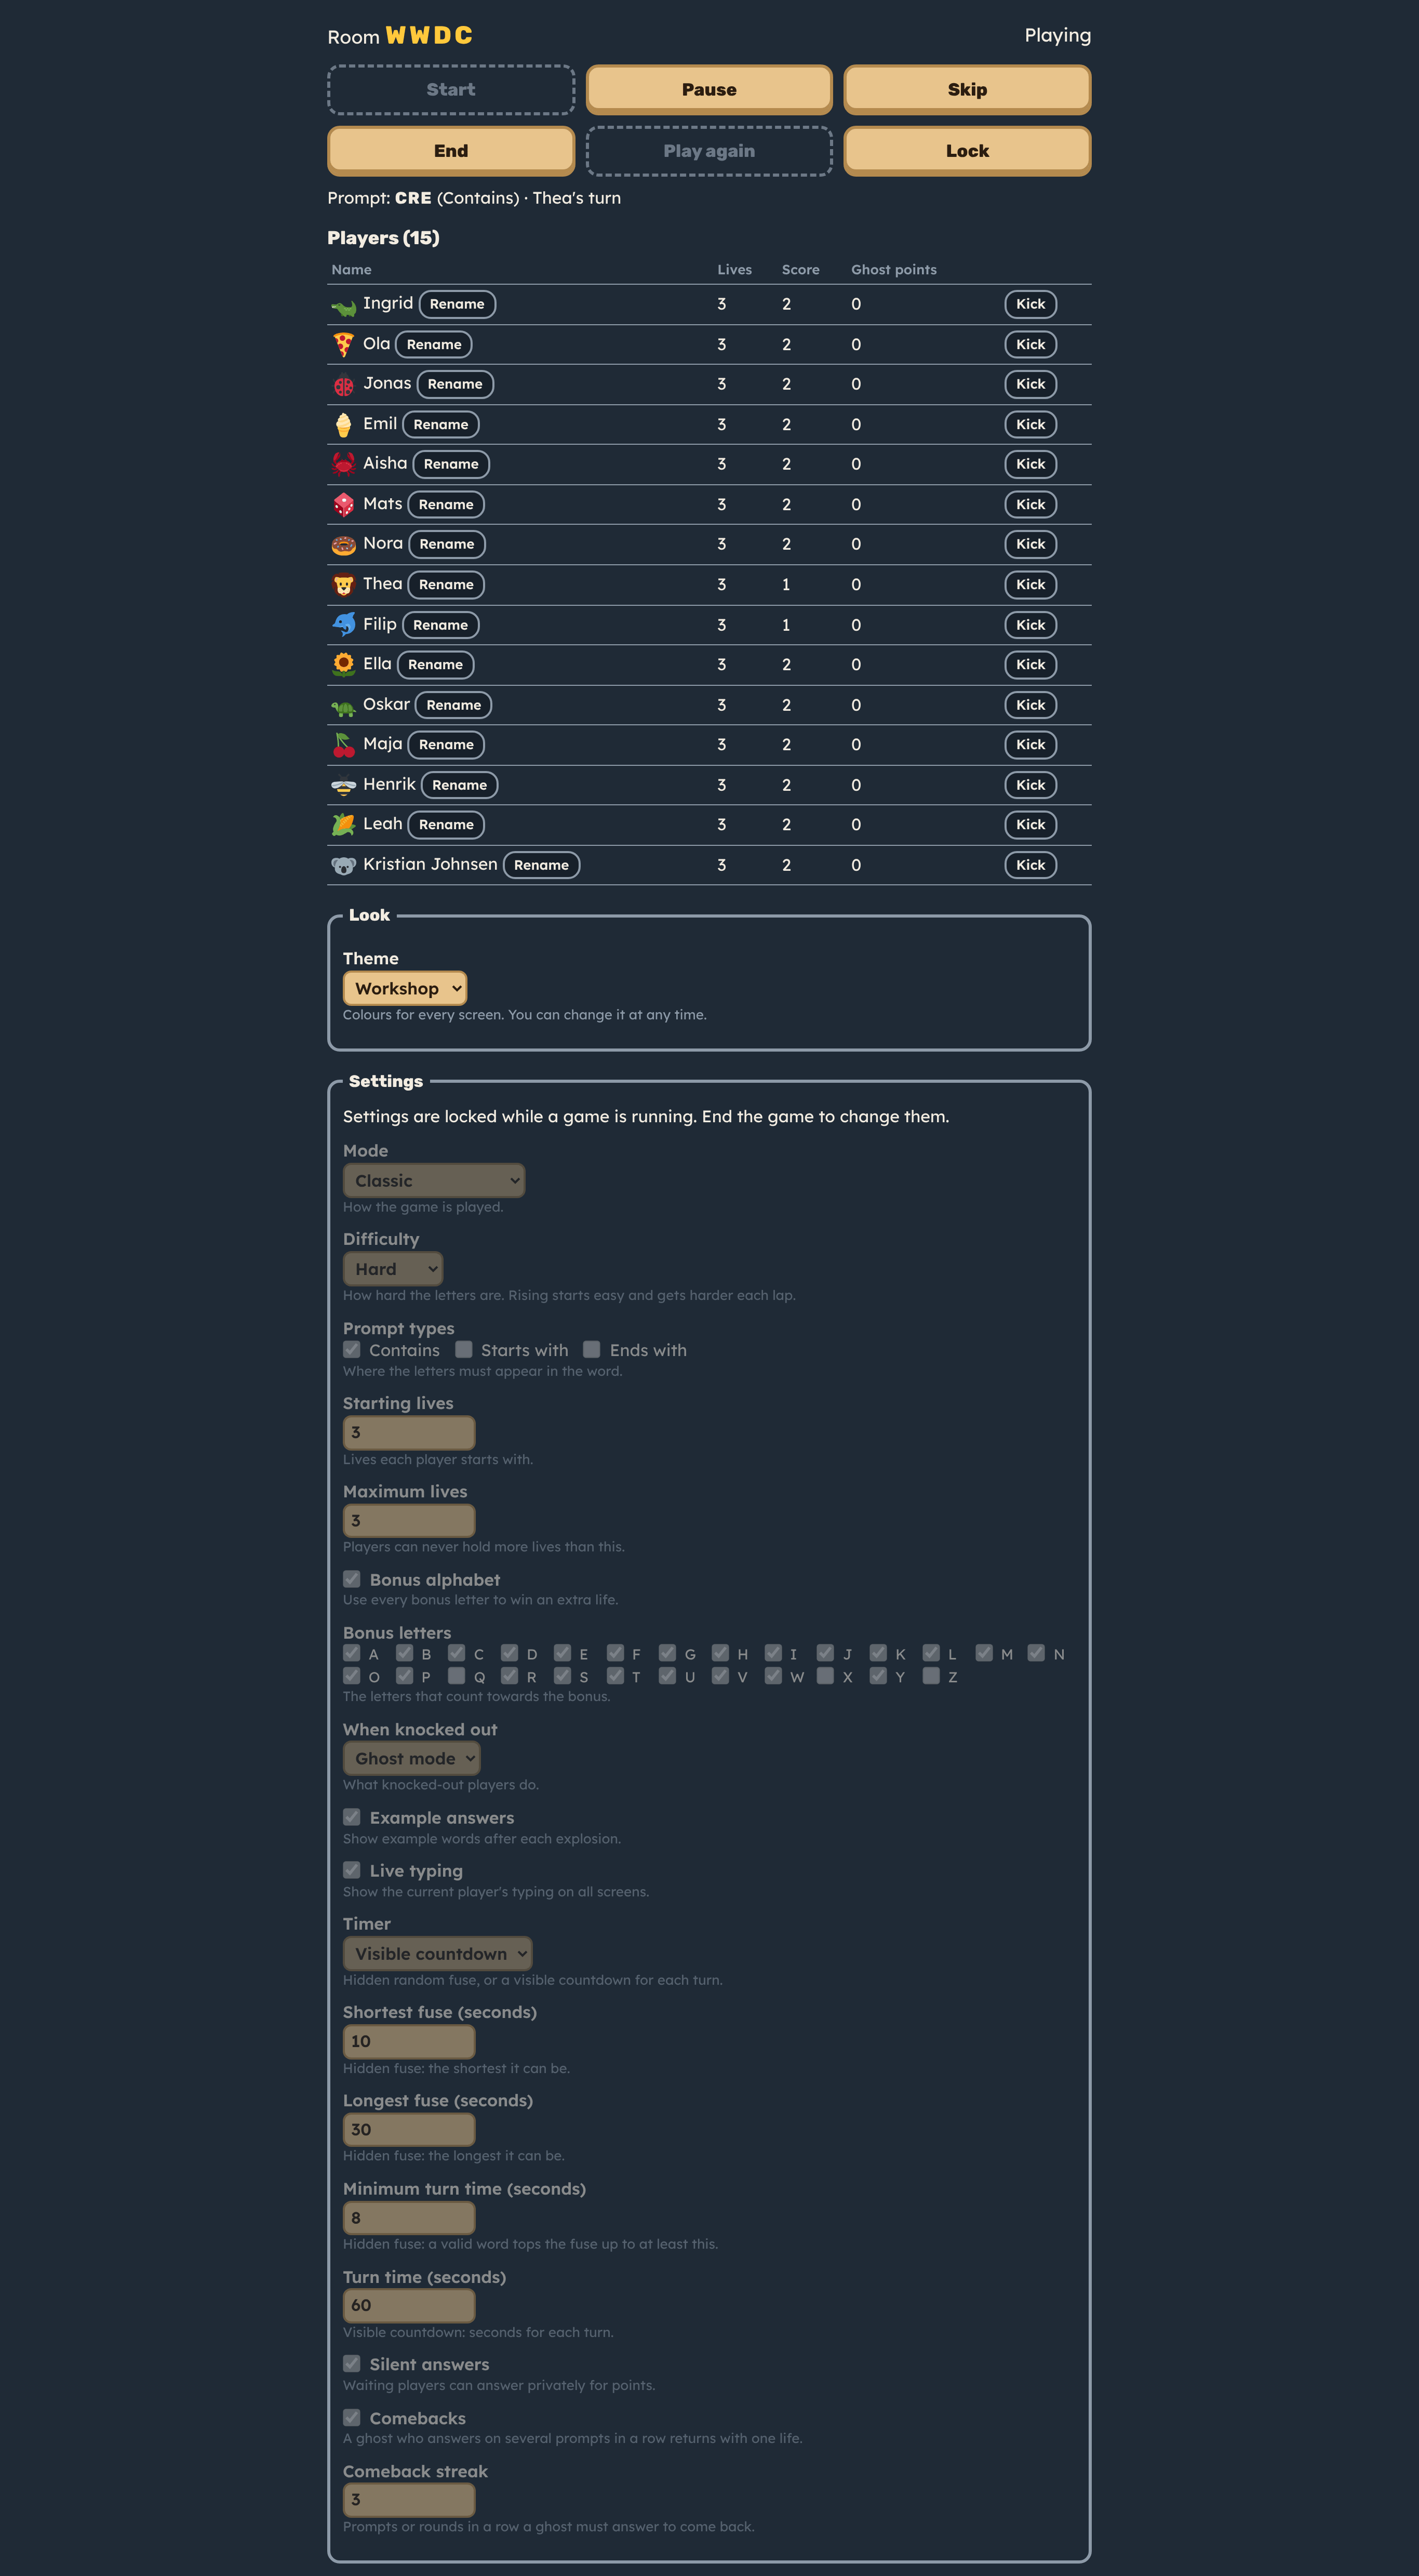 Room WWDC Playing
Start Pause Skip
End Play again Lock
Prompt: CRE (Contains) · Thea's turn
Players (15)
Name Lives Score Ghost points
Ingrid Rename 3 2 0 Kick
Ola Rename 3 2 0 Kick
Jonas Rename 3 2 0 Kick
Emil Rename 3 2 0 Kick
Aisha Rename 3 2 0 Kick
Mats Rename 3 2 0 Kick
Nora Rename 3 2 0 Kick
Thea Rename 3 1 0 Kick
Filip Rename 3 1 0 Kick
Ella Rename 3 2 0 Kick
Oskar Rename 3 2 0 Kick
Maja Rename 3 2 0 Kick
Henrik Rename 3 2 0 Kick
Leah Rename 3 2 0 Kick
Kristian Johnsen Rename 3 2 0 Kick
Look
Theme
Workshop
Colours for every screen. You can change it at any time.
Settings
Settings are locked while a game is running. End the game to change them.
Mode
Classic
How the game is played.
Difficulty
Hard
How hard the letters are. Rising starts easy and gets harder each lap.
Prompt types
Contains Starts with Ends with
Where the letters must appear in the word.
Starting lives
3
Lives each player starts with.
Maximum lives
3
Players can never hold more lives than this.
Bonus alphabet
Use every bonus letter to win an extra life.
Bonus letters
A B C D E F G H I J K L M N
O P Q R S T U V W X Y Z
The letters that count towards the bonus.
When knocked out
Ghost mode
What knocked-out players do.
Example answers
Show example words after each explosion.
Live typing
Show the current player's typing on all screens.
Timer
Visible countdown
Hidden random fuse, or a visible countdown for each turn.
Shortest fuse (seconds)
10
Hidden fuse: the shortest it can be.
Longest fuse (seconds)
30
Hidden fuse: the longest it can be.
Minimum turn time (seconds)
8
Hidden fuse: a valid word tops the fuse up to at least this.
Turn time (seconds)
60
Visible countdown: seconds for each turn.
Silent answers
Waiting players can answer privately for points.
Comebacks
A ghost who answers on several prompts in a row returns with one life.
Comeback streak
3
Prompts or rounds in a row a ghost must answer to come back.